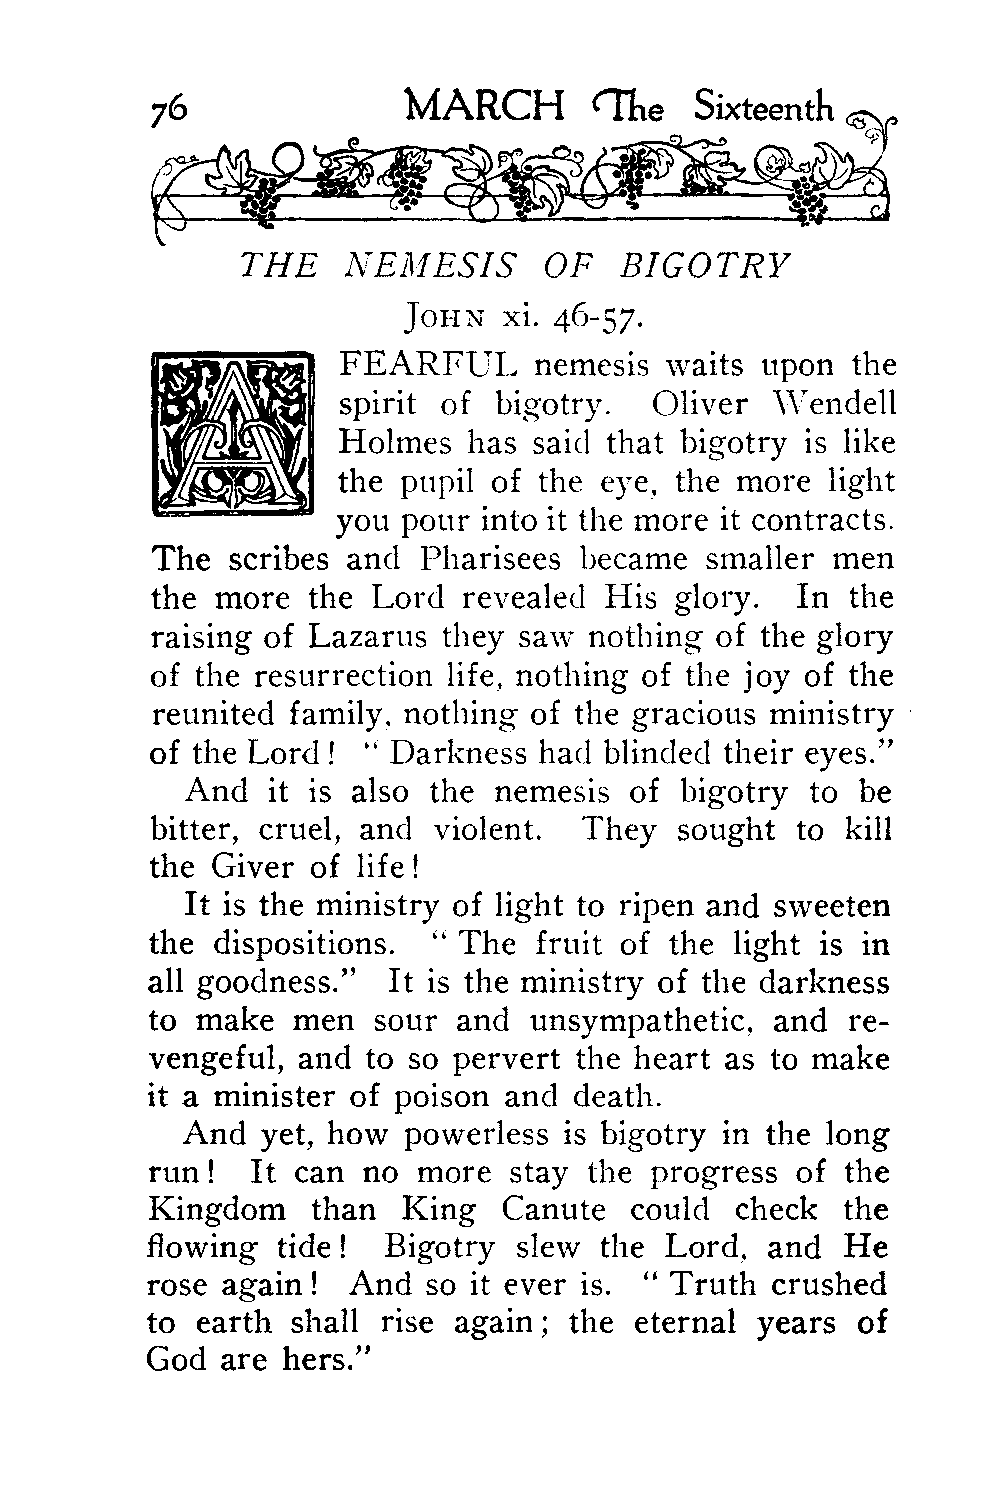 76 MARCH The Sixteenth
THE NEMESIS OF BIGOTRY
JOHN xi. 46-57.
A FEARFUL nemesis waits upon the
spirit of bigotry. Oliver Wendell
Holmes has said that bigotry is like
the pupil of the eye, the more light
you pour into it the more it contracts.
The scribes and Pharisees became smaller men
the more the Lord revealed His glory. In the
raising of Lazarus they saw nothing of the glory
of the resurrection life, nothing of the joy of the
reunited family, nothing of the gracious ministry
of the Lord! “Darkness had blinded their eyes.”
And it is also the nemesis of bigotry to be
bitter, cruel, and violent. They sought to kill
the Giver of life!
It is the ministry of light to ripen and sweeten
the dispositions. “The fruit of the light is in
all goodness.” It is the ministry of the darkness
to make men sour and unsympathetic, and re-
vengeful, and to so pervert the heart as to make
it a minister of poison and death.
And yet, how powerless is bigotry in the long
run! It can no more stay the progress of the
Kingdom than King Canute could check the
flowing tide! Bigotry slew the Lord, and He
rose again! And so it ever is. “Truth crushed
to earth shall rise again; the eternal years of
God are hers.”